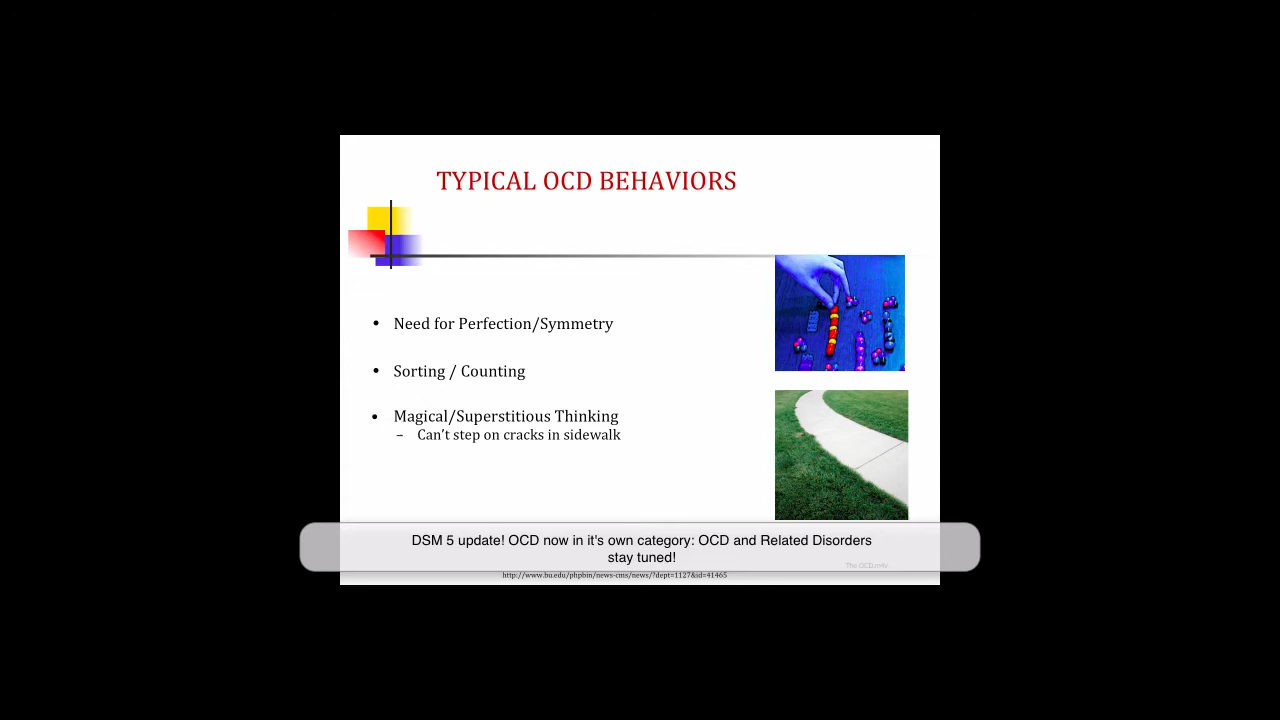 TYPICAL OCD BEHAVIORS
• Need for Perfection/Symmetry
• Sorting / Counting
• Magical/Superstitious Thinking
– Can't step on cracks in sidewalk
DSM 5 update! OCD now in it's own category: OCD and Related Disorders
stay tuned!
The OCD.m4v
http://www.bu.edu/phpbin/news-cms/news/?dept=1127&id=41465